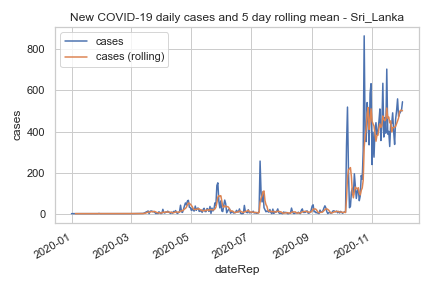 New COVID-19 daily cases and 5 day rolling mean - Sri_Lanka
cases
cases (rolling)
cases
800
600
400
200
0
2020-01
2020-03
2020-05
2020-07
2020-09
2020-11
dateRep